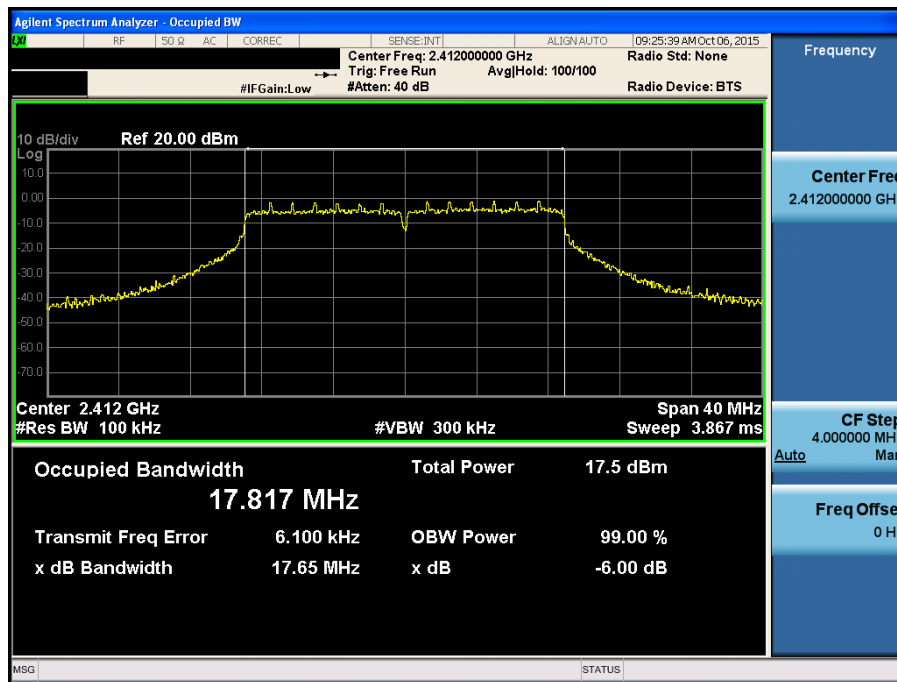 Agilent Spectrum Analyzer - Occupied BW
LXI RF 50 Ω AC CORREC SENSE:INT ALIGN AUTO 09:25:39 AM Oct 06, 2015
Center Freq: 2.412000000 GHz Radio Std: None
Trig: Free Run Avg|Hold: 100/100
#IFGain:Low #Atten: 40 dB Radio Device: BTS
Frequency
10 dB/div Ref 20.00 dBm
Log
10.0
0.00
-10.0
-20.0
-30.0
-40.0
-50.0
-60.0
-70.0
Center 2.412 GHz Span 40 MHz
#Res BW 100 kHz #VBW 300 kHz Sweep 3.867 ms
Center Fre
2.412000000 GH
CF Step
4.000000 MH
Auto Ma
Freq Offse
0 H
Occupied Bandwidth Total Power 17.5 dBm
17.817 MHz
Transmit Freq Error 6.100 kHz OBW Power 99.00 %
x dB Bandwidth 17.65 MHz x dB -6.00 dB
MSG STATUS